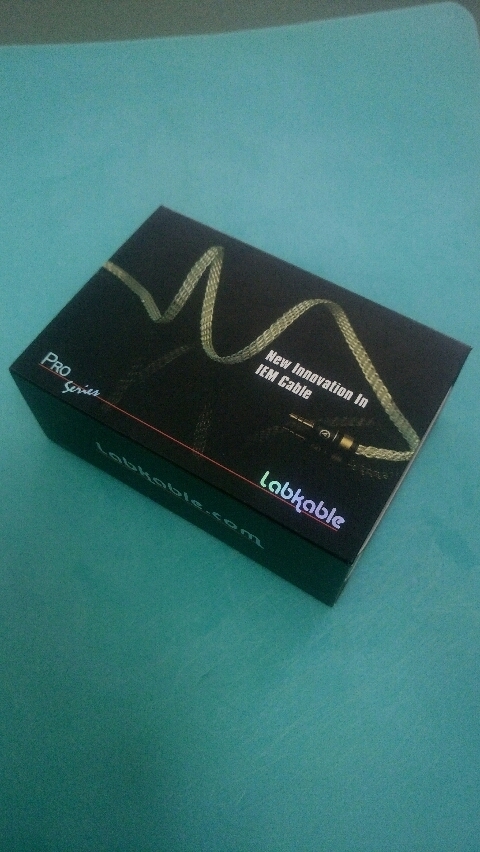 New Innovation In
IEM Cable
Pro
Series
Labkable
Labkable.com